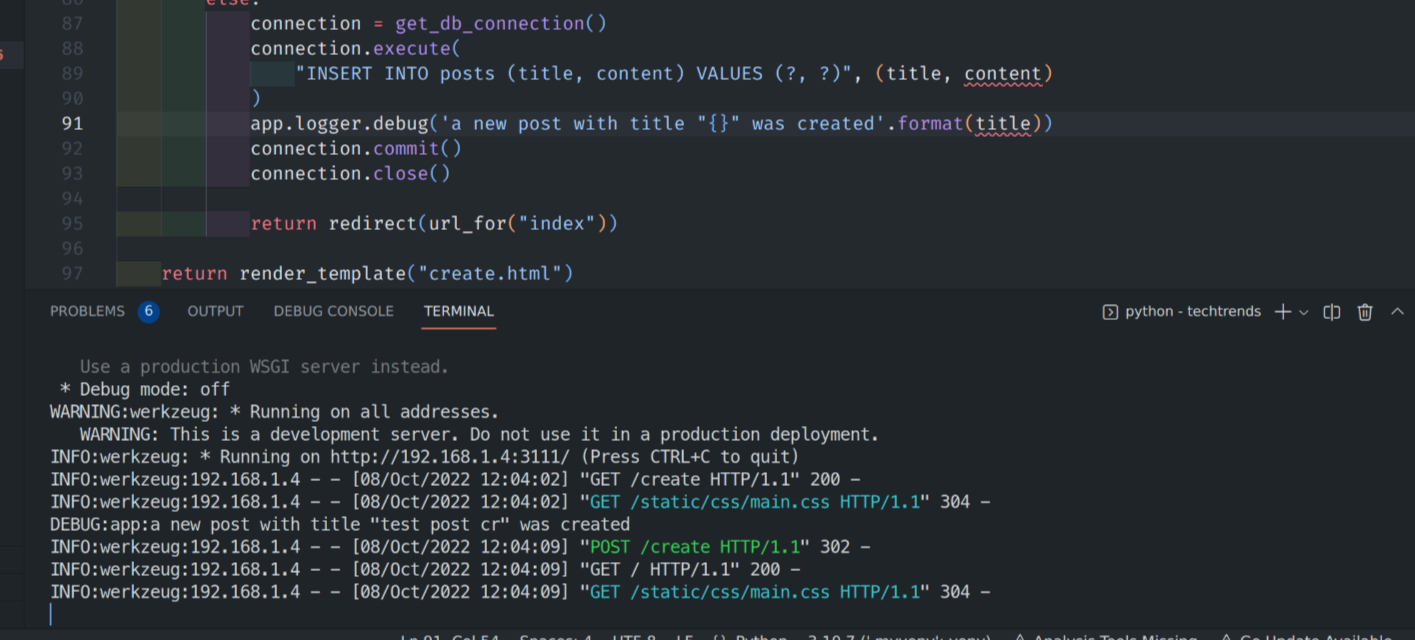 86 else:
87 connection = get_db_connection()
88 connection.execute(
89 "INSERT INTO posts (title, content) VALUES (?, ?)", (title, content)
90 )
91 app.logger.debug('a new post with title "{}" was created'.format(title))
92 connection.commit()
93 connection.close()
94
95 return redirect(url_for("index"))
96
97 return render_template("create.html")
PROBLEMS 6 OUTPUT DEBUG CONSOLE TERMINAL python - techtrends
Use a production WSGI server instead.
* Debug mode: off
WARNING:werkzeug: * Running on all addresses.
WARNING: This is a development server. Do not use it in a production deployment.
INFO:werkzeug: * Running on http://192.168.1.4:3111/ (Press CTRL+C to quit)
INFO:werkzeug:192.168.1.4 - - [08/Oct/2022 12:04:02] "GET /create HTTP/1.1" 200 -
INFO:werkzeug:192.168.1.4 - - [08/Oct/2022 12:04:02] "GET /static/css/main.css HTTP/1.1" 304 -
DEBUG:app:a new post with title "test post cr" was created
INFO:werkzeug:192.168.1.4 - - [08/Oct/2022 12:04:09] "POST /create HTTP/1.1" 302 -
INFO:werkzeug:192.168.1.4 - - [08/Oct/2022 12:04:09] "GET / HTTP/1.1" 200 -
INFO:werkzeug:192.168.1.4 - - [08/Oct/2022 12:04:09] "GET /static/css/main.css HTTP/1.1" 304 -
Ln 91, Col 54 Spaces: 4 UTF-8 LF {} Python 3.10.7 Analysis Tools Missing Go Update Available